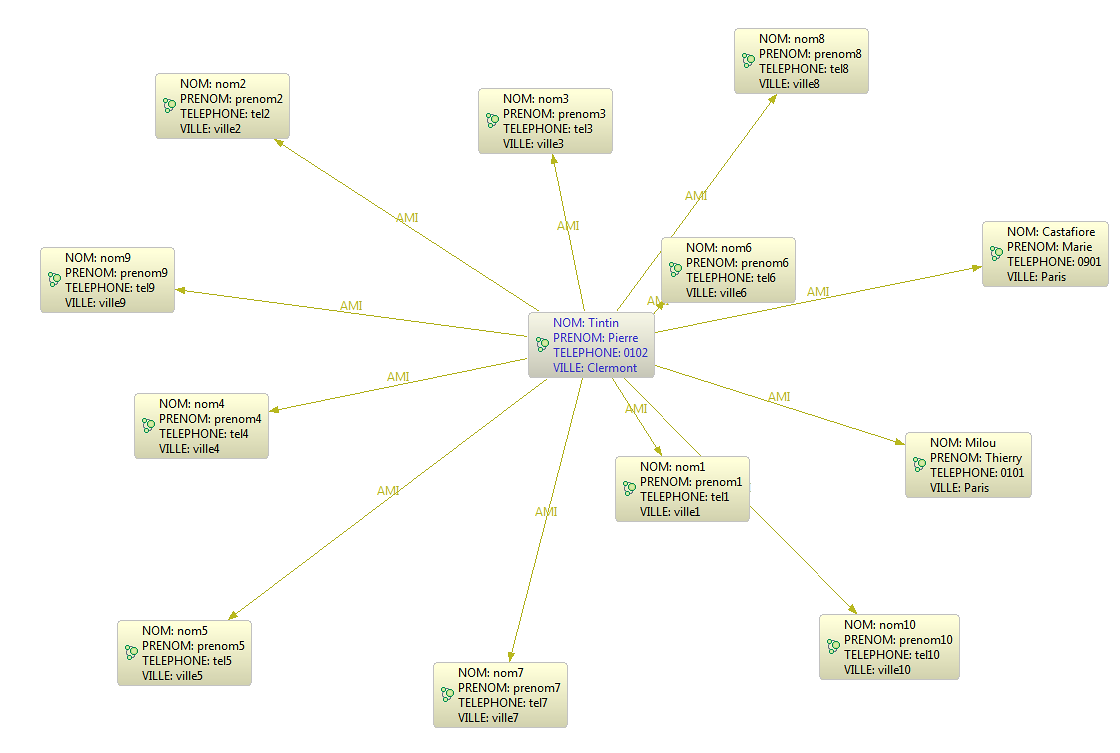 NOM: nom8
PRENOM: prenom8
TELEPHONE: tel8
VILLE: ville8
NOM: nom2
PRENOM: prenom2
TELEPHONE: tel2
VILLE: ville2
NOM: nom3
PRENOM: prenom3
TELEPHONE: tel3
VILLE: ville3
AMI
AMI
AMI
NOM: Castafiore
PRENOM: Marie
TELEPHONE: 0901
VILLE: Paris
NOM: nom6
PRENOM: prenom6
TELEPHONE: tel6
VILLE: ville6
NOM: nom9
PRENOM: prenom9
TELEPHONE: tel9
VILLE: ville9
AMI
AMI
AMI
NOM: Tintin
PRENOM: Pierre
TELEPHONE: 0102
VILLE: Clermont
AMI
AMI
AMI
NOM: nom4
PRENOM: prenom4
TELEPHONE: tel4
VILLE: ville4
NOM: Milou
PRENOM: Thierry
TELEPHONE: 0101
VILLE: Paris
NOM: nom1
PRENOM: prenom1
TELEPHONE: tel1
VILLE: ville1
AMI
AMI
NOM: nom5
PRENOM: prenom5
TELEPHONE: tel5
VILLE: ville5
NOM: nom10
PRENOM: prenom10
TELEPHONE: tel10
VILLE: ville10
NOM: nom7
PRENOM: prenom7
TELEPHONE: tel7
VILLE: ville7